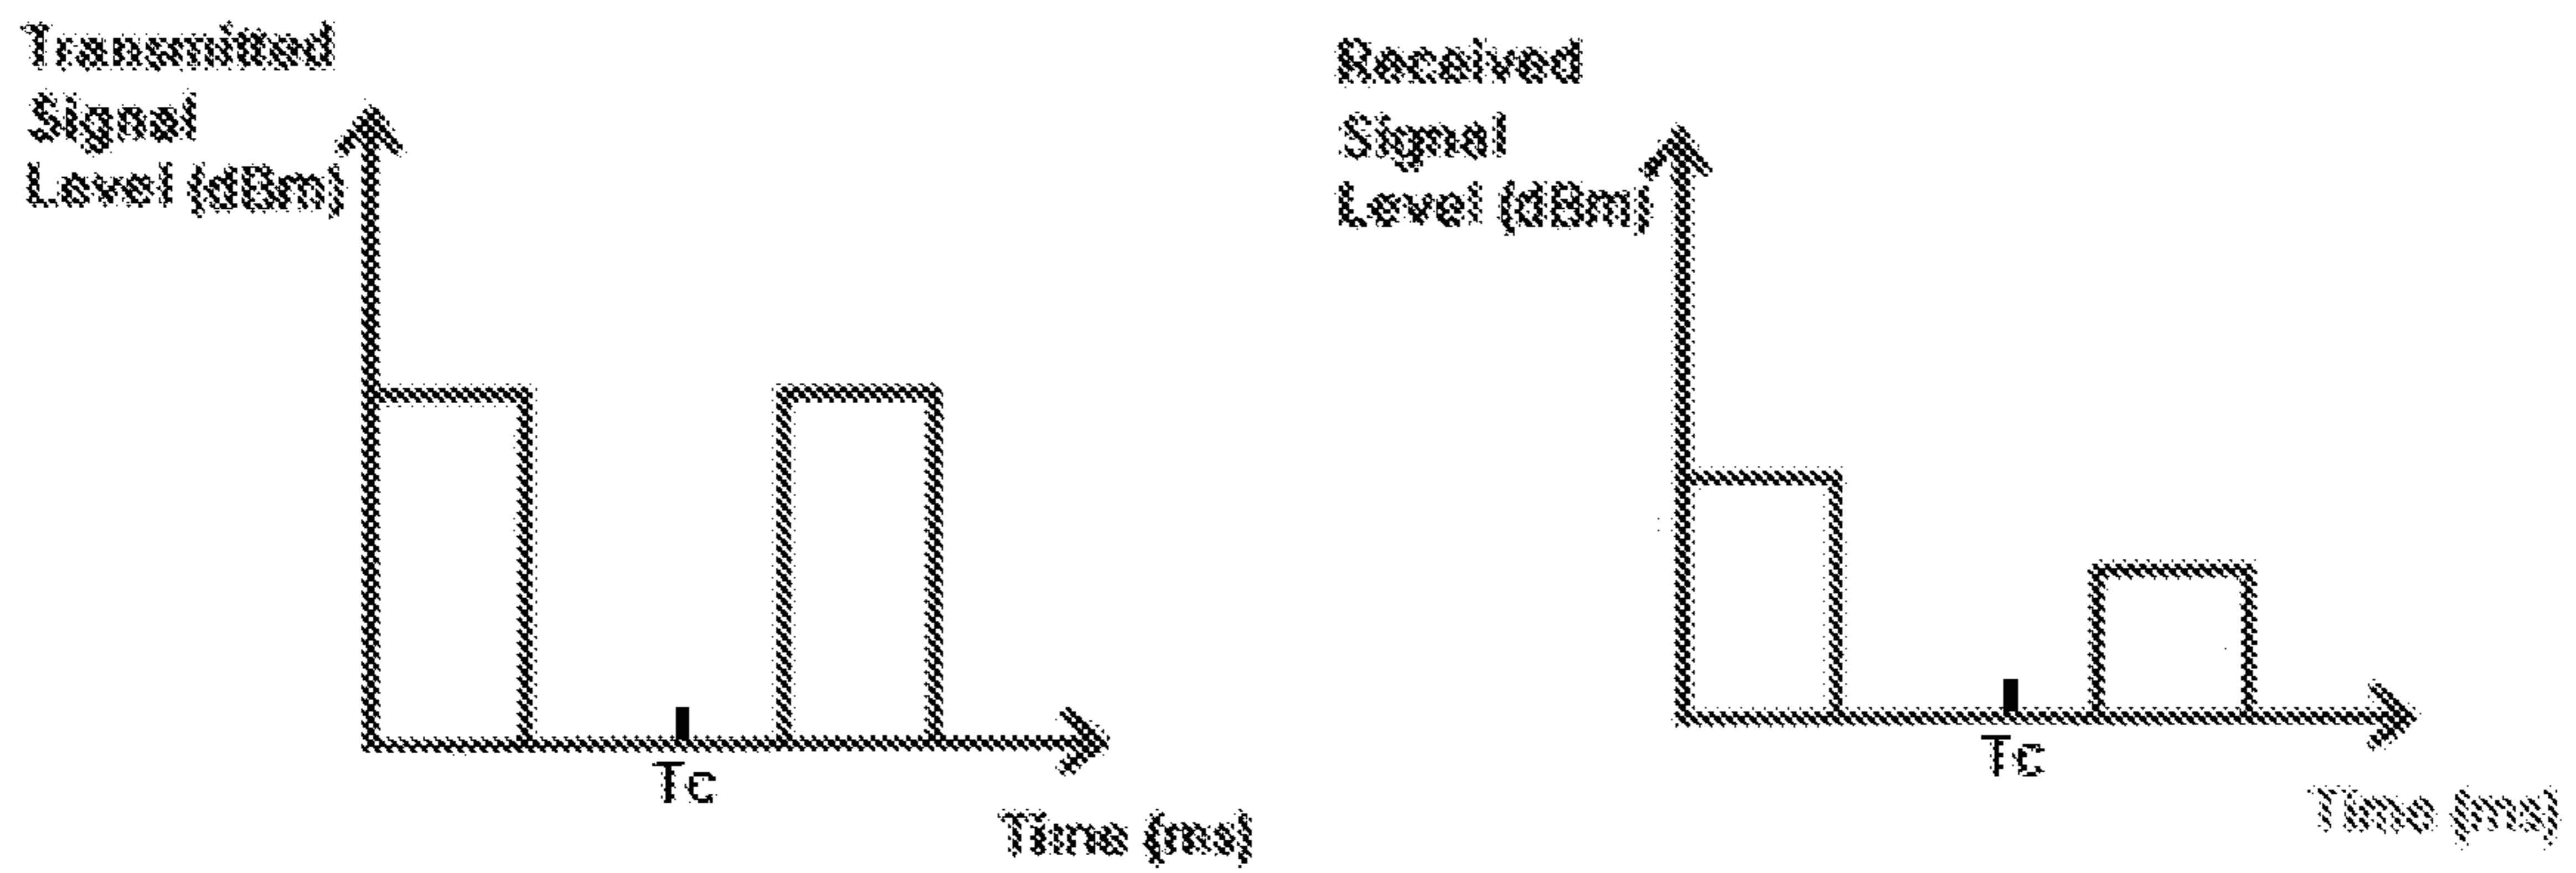 Transmitted
Signal
Level (dBm)
Tc
Time (ms)
Received
Signal
Level (dBm)
Tc
Time (ms)